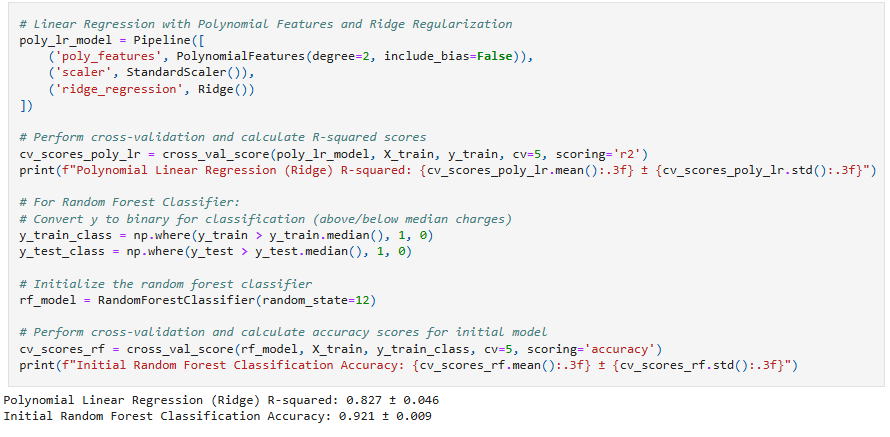 # Linear Regression with Polynomial Features and Ridge Regularization
poly_lr_model = Pipeline([
    ('poly_features', PolynomialFeatures(degree=2, include_bias=False)),
    ('scaler', StandardScaler()),
    ('ridge_regression', Ridge())
])

# Perform cross-validation and calculate R-squared scores
cv_scores_poly_lr = cross_val_score(poly_lr_model, X_train, y_train, cv=5, scoring='r2')
print(f"Polynomial Linear Regression (Ridge) R-squared: {cv_scores_poly_lr.mean():.3f} ± {cv_scores_poly_lr.std():.3f}")

# For Random Forest Classifier:
# Convert y to binary for classification (above/below median charges)
y_train_class = np.where(y_train > y_train.median(), 1, 0)
y_test_class = np.where(y_test > y_test.median(), 1, 0)

# Initialize the random forest classifier
rf_model = RandomForestClassifier(random_state=12)

# Perform cross-validation and calculate accuracy scores for initial model
cv_scores_rf = cross_val_score(rf_model, X_train, y_train_class, cv=5, scoring='accuracy')
print(f"Initial Random Forest Classification Accuracy: {cv_scores_rf.mean():.3f} ± {cv_scores_rf.std():.3f}")

Polynomial Linear Regression (Ridge) R-squared: 0.827 ± 0.046
Initial Random Forest Classification Accuracy: 0.921 ± 0.009